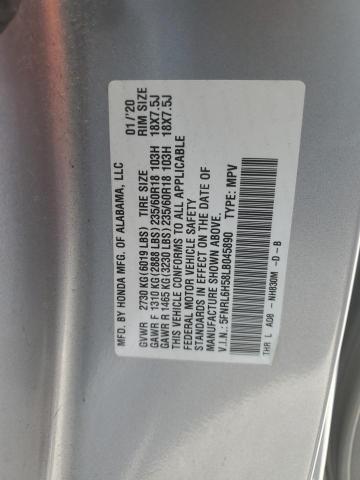 MFD. BY HONDA MFG. OF ALABAMA, LLC 01/'20
TIRE SIZE RIM SIZE
GVWR 2730 KG(6019 LBS)
GAWR F 1310 KG(2888 LBS) 235/60R18 103H 18X7.5J
GAWR R 1465 KG(3230 LBS) 235/60R18 103H 18X7.5J
THIS VEHICLE CONFORMS TO ALL APPLICABLE
FEDERAL MOTOR VEHICLE SAFETY
STANDARDS IN EFFECT ON THE DATE OF
MANUFACTURE SHOWN ABOVE.
V.I.N.: 5FNRL6H58LB045890 TYPE: MPV
THR L A08 -NH830M -D -B